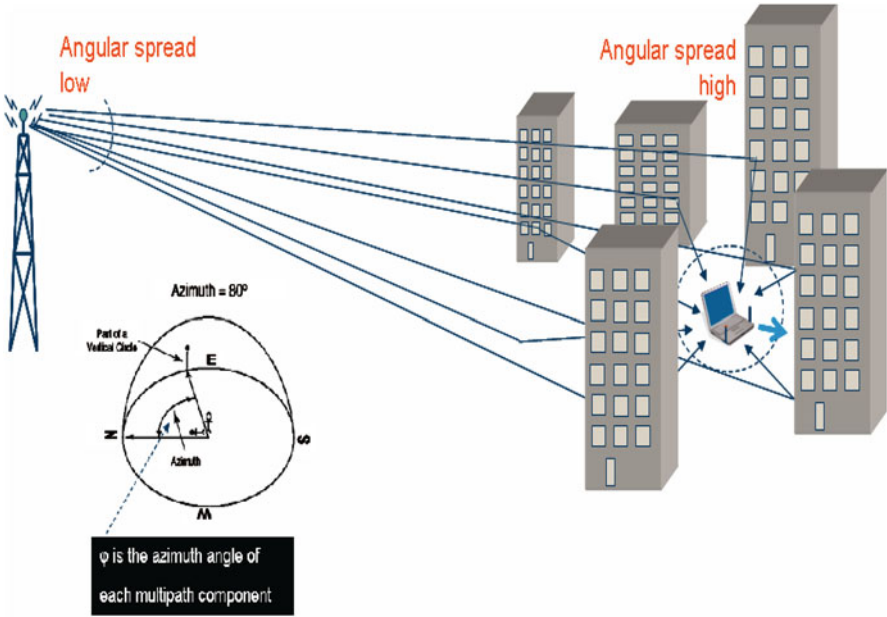 Angular spread
low
Angular spread
high
Azimuth = 80º
Part of a
Vertical Circle
E
N
S
Azimuth
W
φ is the azimuth angle of
each multipath component